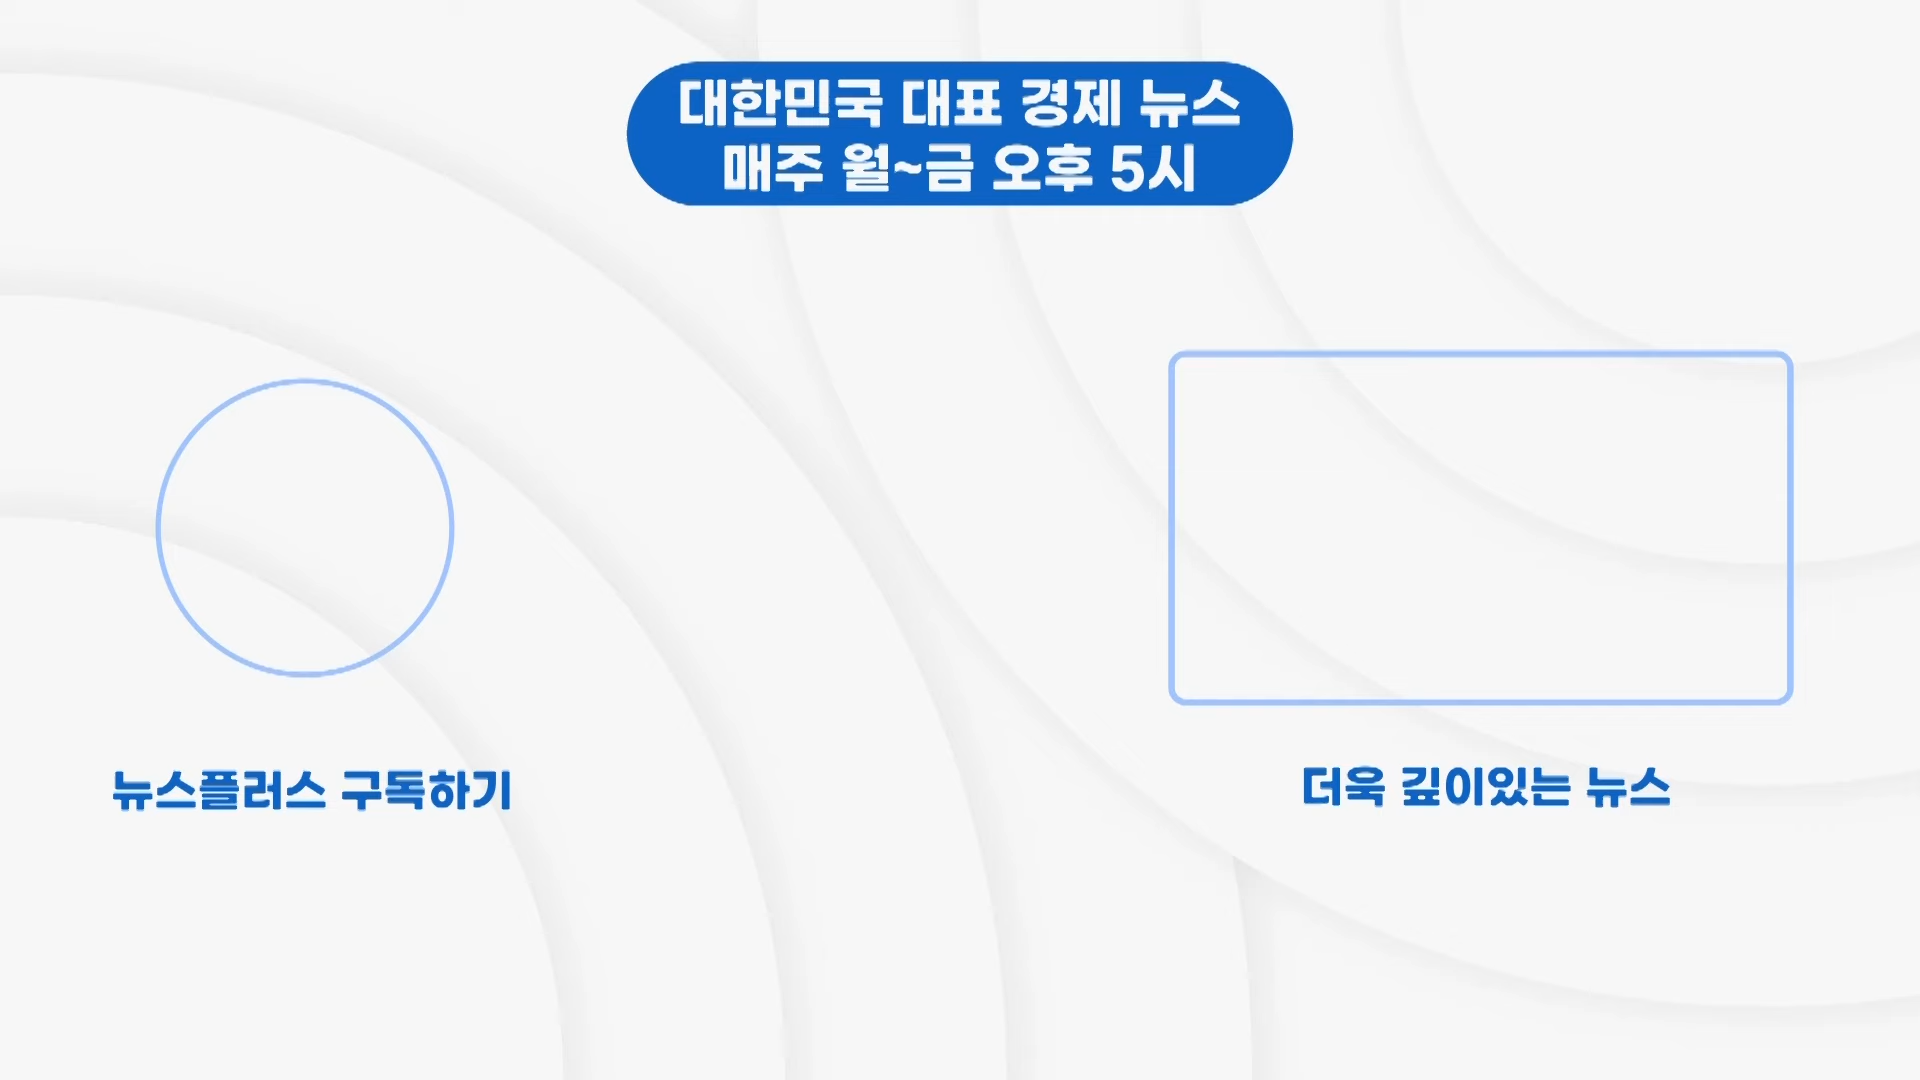 대한민국 대표 경제 뉴스
매주 월~금 오후 5시
뉴스플러스 구독하기
더욱 깊이있는 뉴스